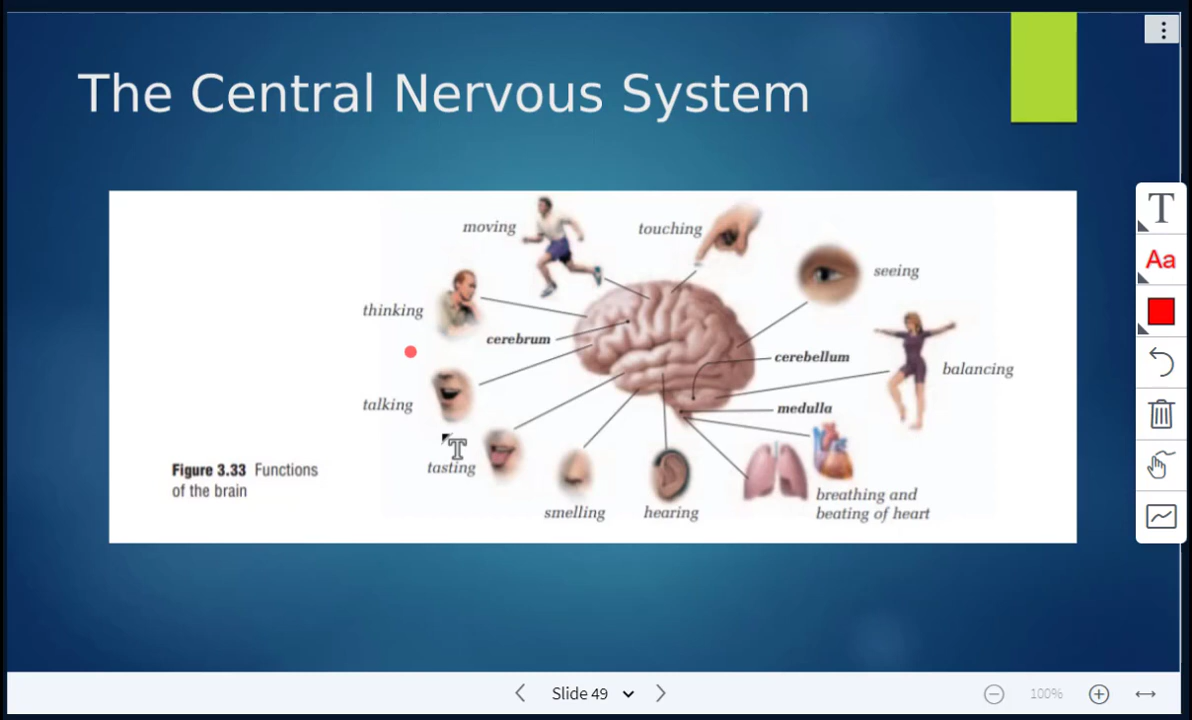 The Central Nervous System
moving
touching
seeing
thinking
cerebrum
cerebellum
balancing
talking
medulla
tasting
Figure 3.33 Functions
of the brain
smelling
hearing
breathing and
beating of heart
T
Aa
Slide 49
100%